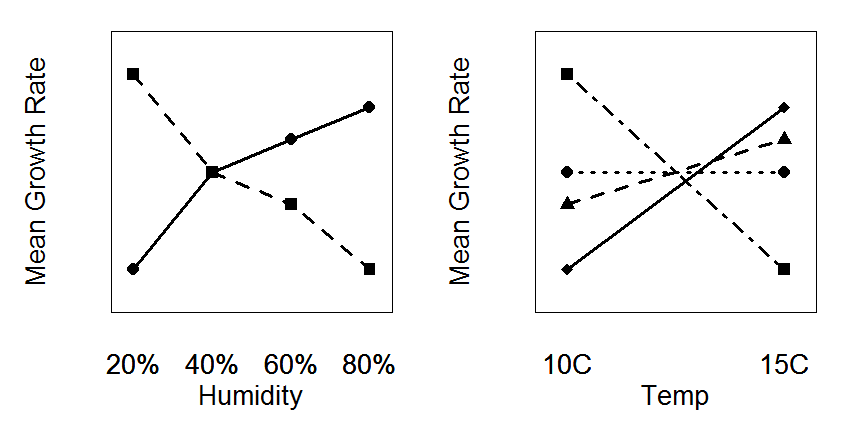 Mean Growth Rate
20% 40% 60% 80%
Humidity
Mean Growth Rate
10C 15C
Temp